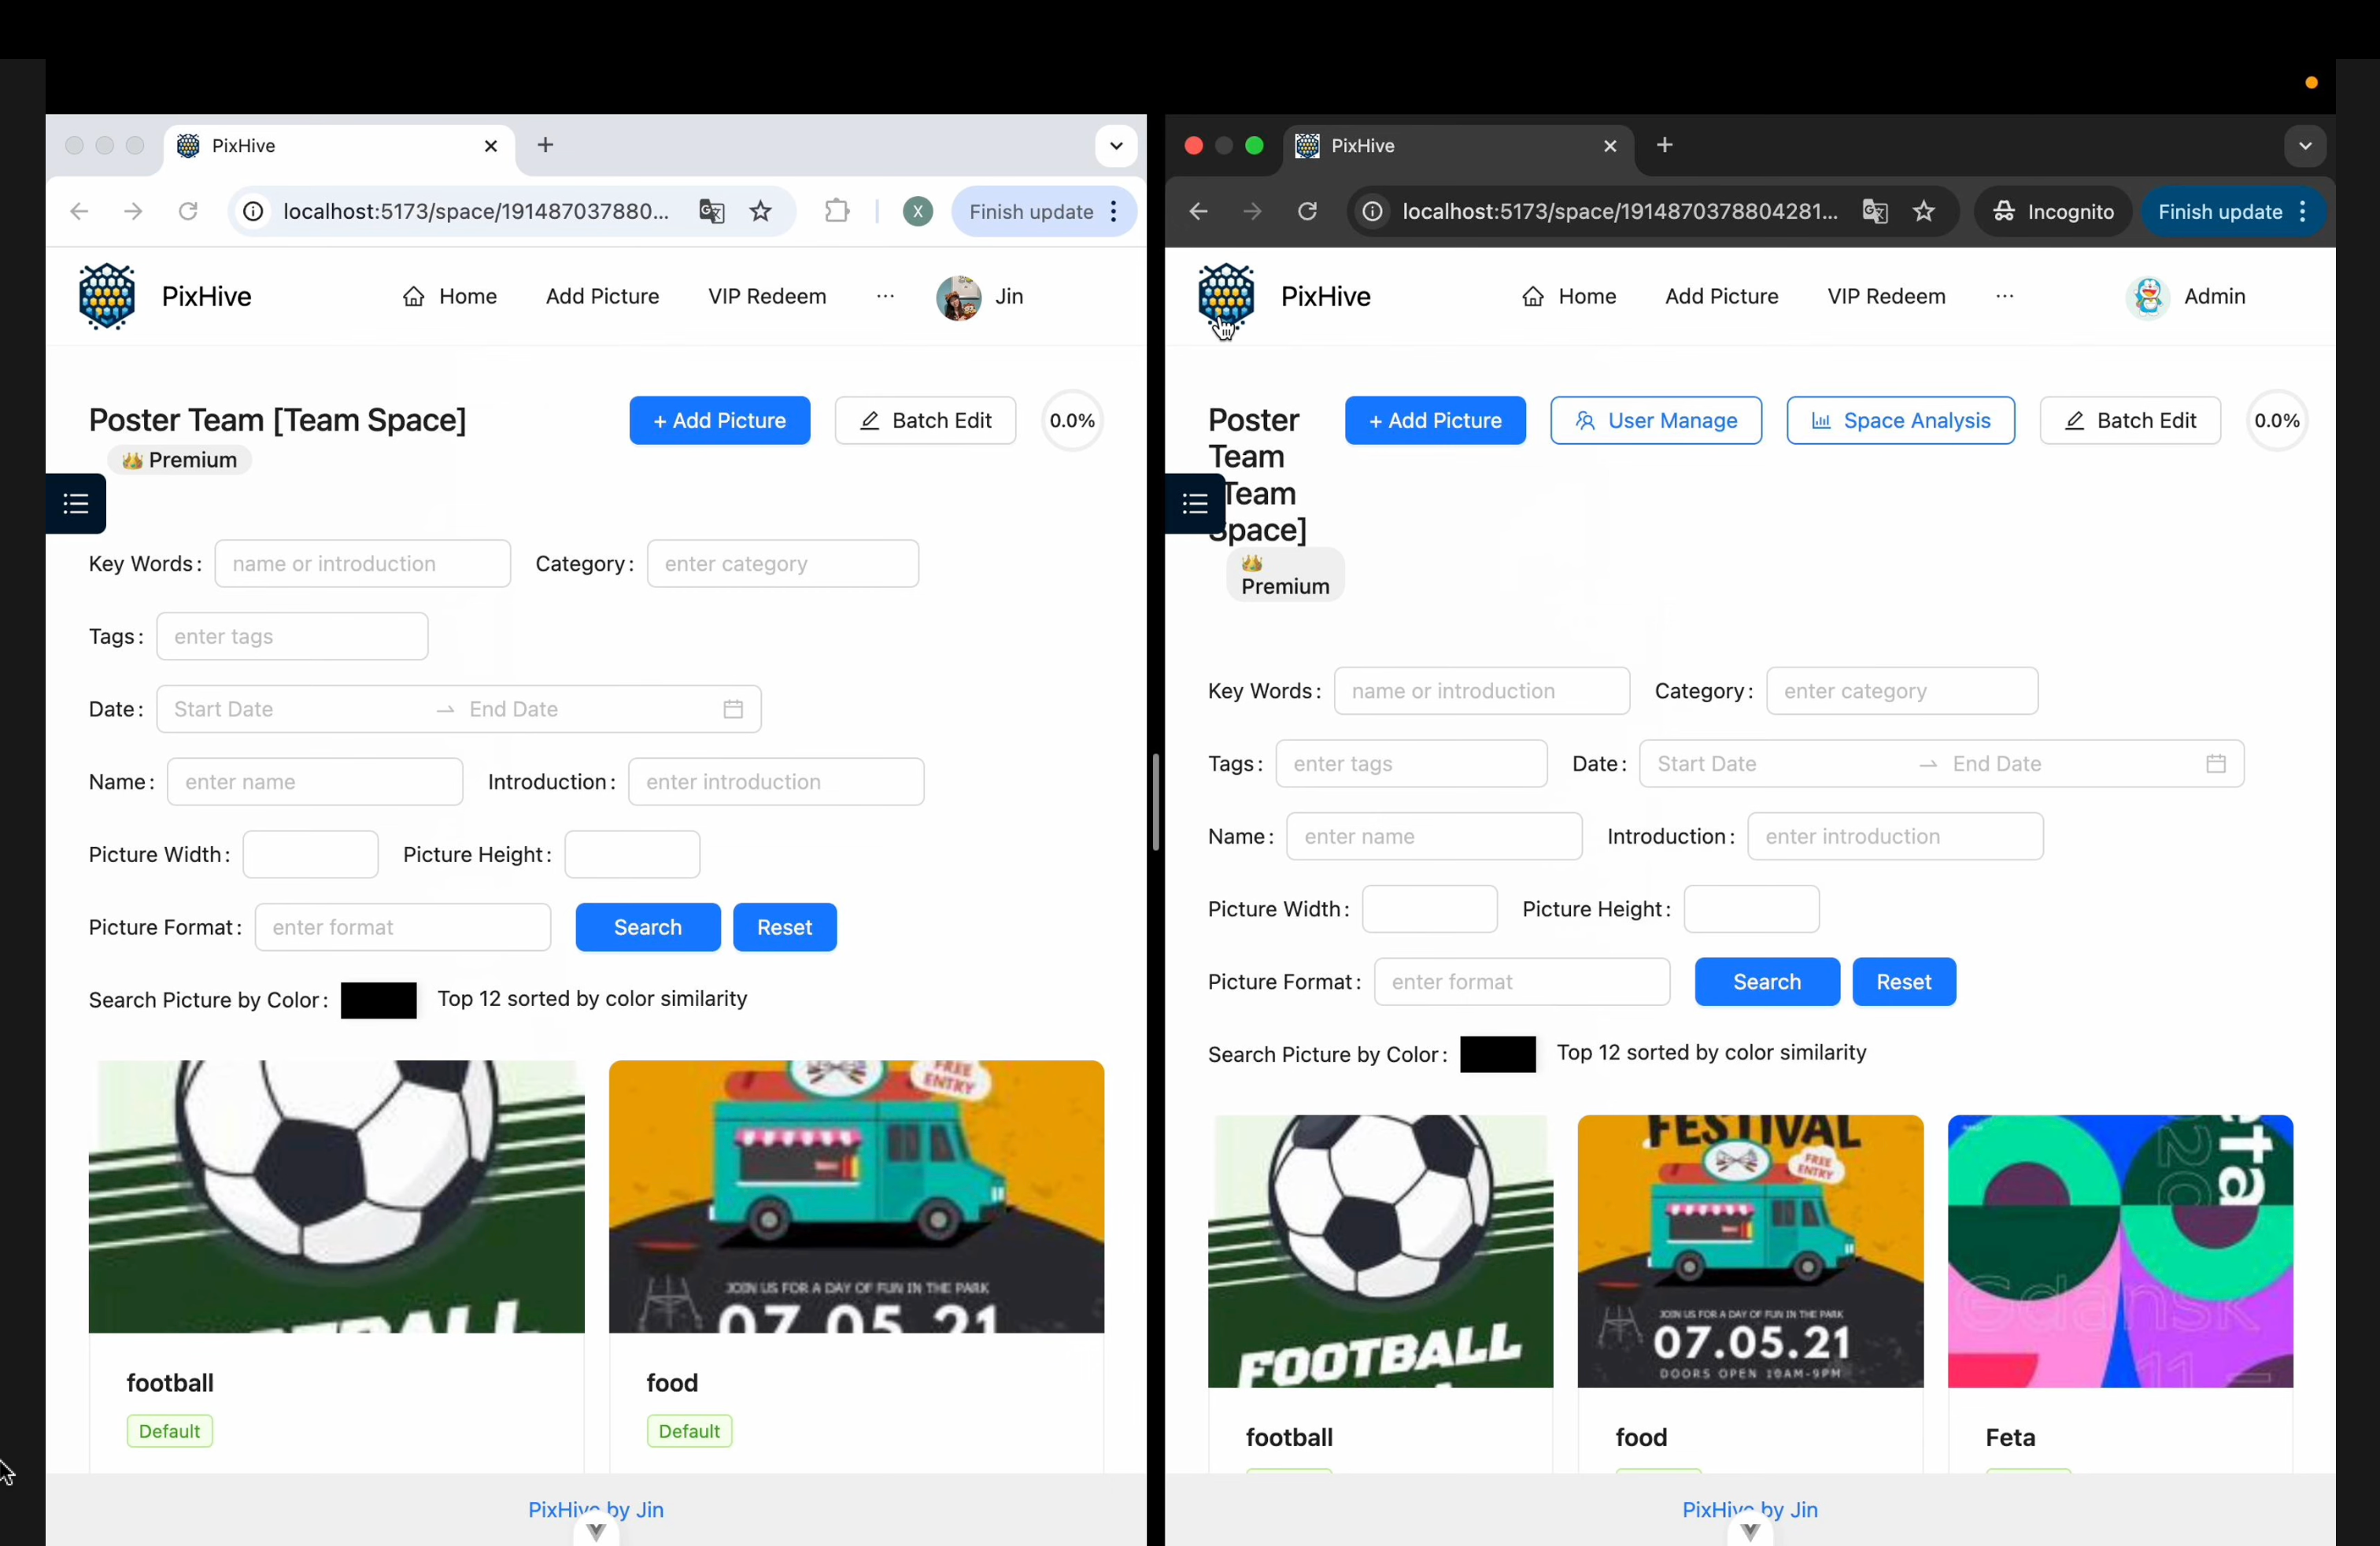 PixHive
localhost:5173/space/191487037880...
X
Finish update
PixHive
Home
Add Picture
VIP Redeem
...
Jin
Poster Team [Team Space]
Premium
+ Add Picture
Batch Edit
0.0%
Key Words:
name or introduction
Category:
enter category
Tags:
enter tags
Date:
Start Date
End Date
Name:
enter name
Introduction:
enter introduction
Picture Width:
Picture Height:
Picture Format:
enter format
Search
Reset
Search Picture by Color:
Top 12 sorted by color similarity
FREE
ENTRY
JOIN US FOR A DAY OF FUN IN THE PARK
07.05.21
football
Default
food
Default
PixHive by Jin
PixHive
localhost:5173/space/1914870378804281...
Incognito
Finish update
PixHive
Home
Add Picture
VIP Redeem
...
Admin
Poster
Team
[Team
Space]
Premium
+ Add Picture
User Manage
Space Analysis
Batch Edit
0.0%
Key Words:
name or introduction
Category:
enter category
Tags:
enter tags
Date:
Start Date
End Date
Name:
enter name
Introduction:
enter introduction
Picture Width:
Picture Height:
Picture Format:
enter format
Search
Reset
Search Picture by Color:
Top 12 sorted by color similarity
FOOTBALL
FESTIVAL
FREE
ENTRY
JOIN US FOR A DAY OF FUN IN THE PARK
07.05.21
DOORS OPEN 10AM-9PM
Gdansk
11 –
football
food
Feta
PixHive by Jin